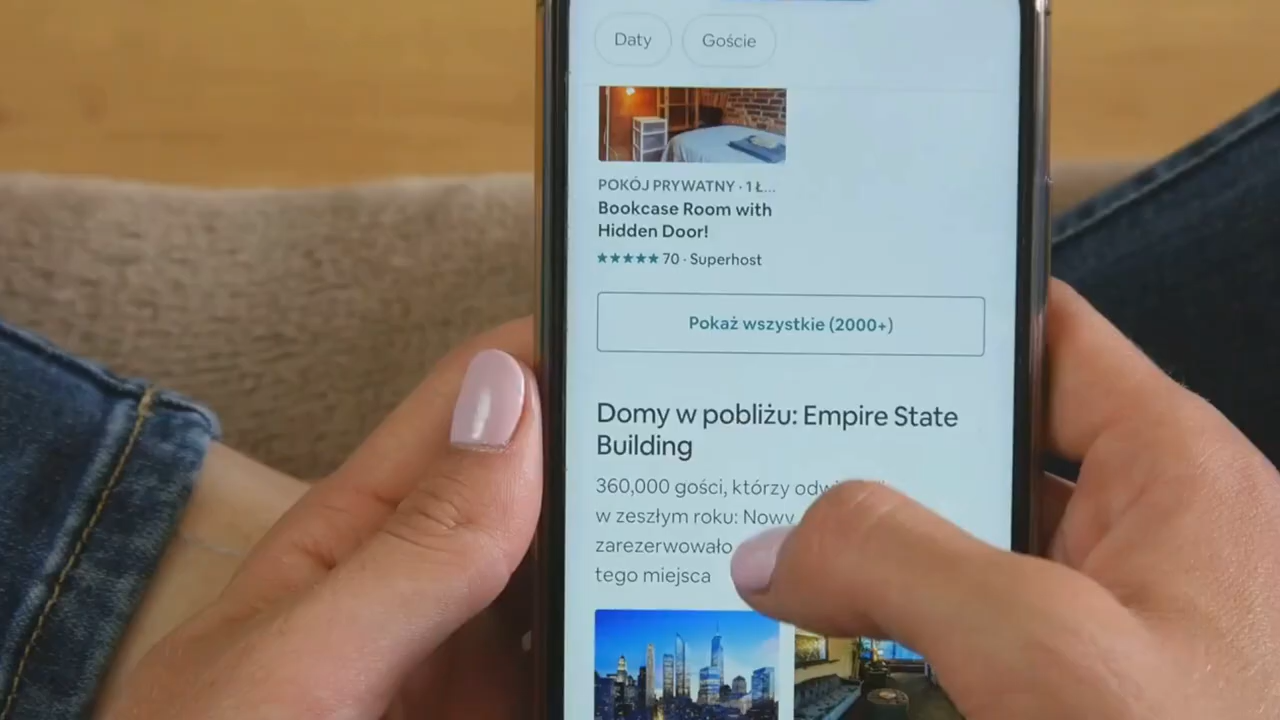 Daty
Goście
POKÓJ PRYWATNY · 1 Ł...
Bookcase Room with
Hidden Door!
★★★★★ 70 · Superhost
Pokaż wszystkie (2000+)
Domy w pobliżu: Empire State
Building
360,000 gości, którzy
w zeszłym roku: Nowy
zarezerwowało
tego miejsca